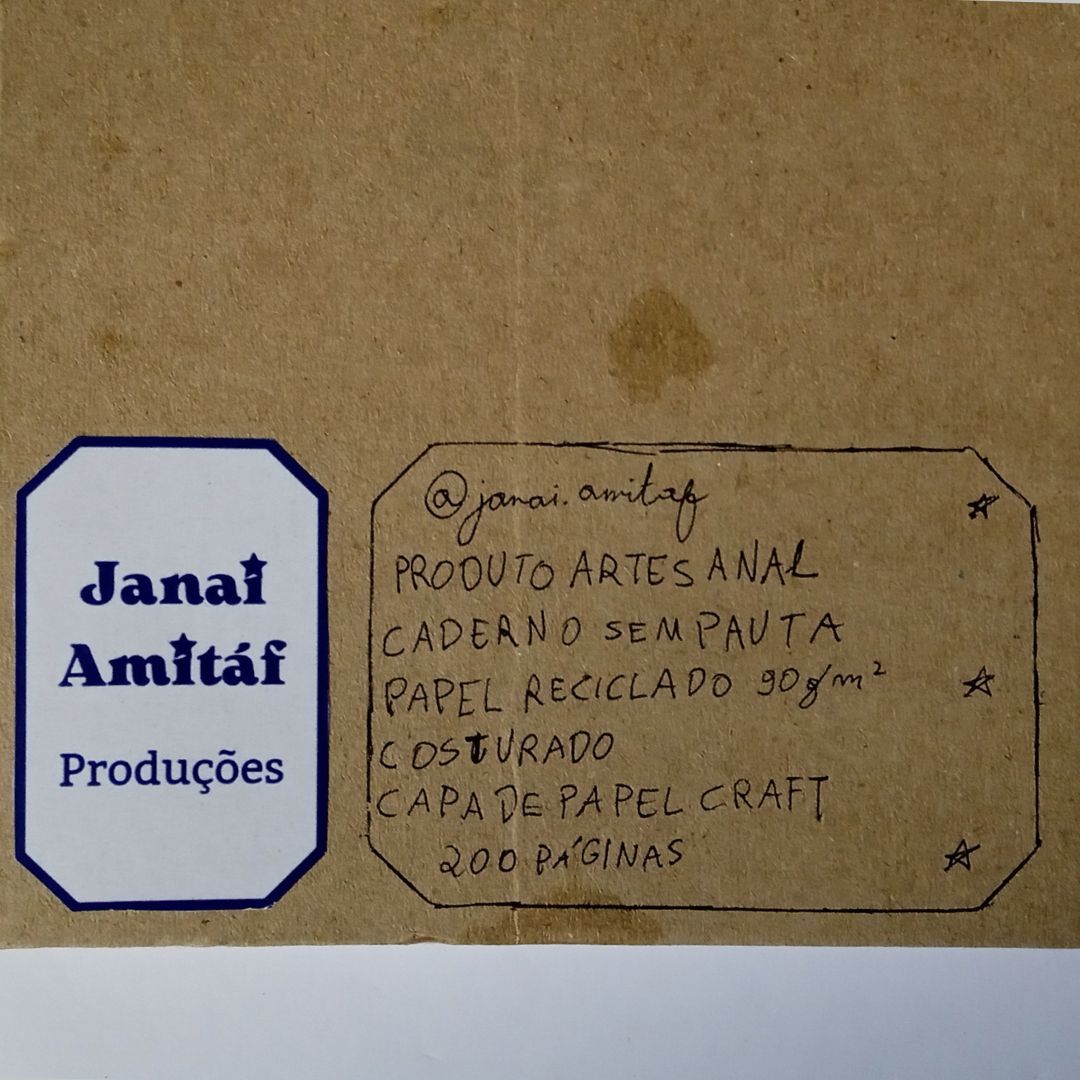 Janai
Amitáf
Produções
@janai.amitaf
PRODUTO ARTESANAL
CADERNO SEM PAUTA
PAPEL RECICLADO 90g/m²
COSTURADO
CAPA DE PAPEL CRAFT
200 PÁGINAS